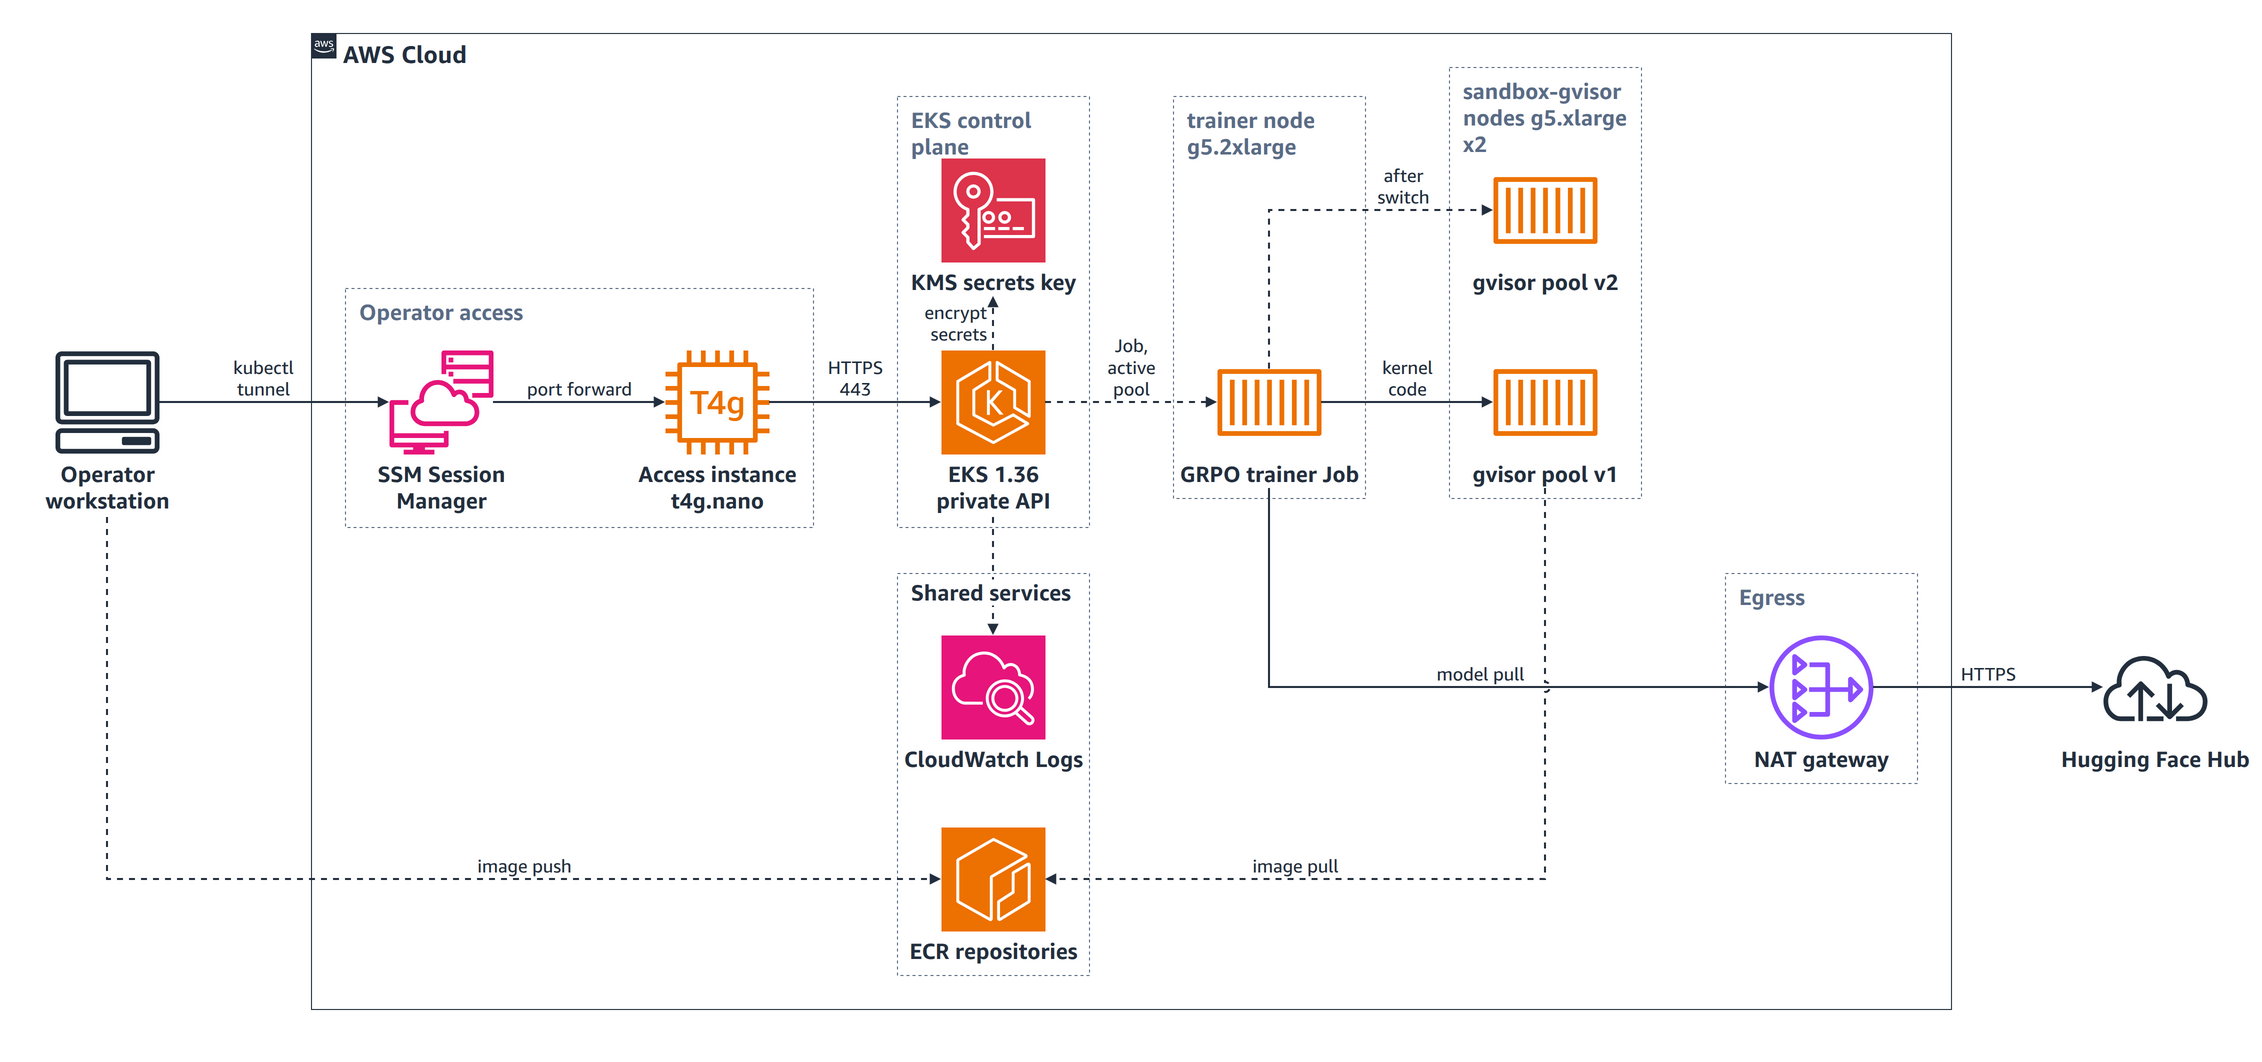 aws
AWS Cloud
sandbox-gvisor
nodes g5.xlarge
x2
EKS control
plane
trainer node
g5.2xlarge
after
switch
KMS secrets key
gvisor pool v2
encrypt
secrets
Operator access
kubectl
tunnel
port forward
T4g
HTTPS
443
K
Job,
active
pool
kernel
code
Operator
workstation
SSM Session
Manager
Access instance
t4g.nano
EKS 1.36
private API
GRPO trainer Job
gvisor pool v1
Shared services
Egress
model pull
HTTPS
CloudWatch Logs
NAT gateway
Hugging Face Hub
image push
image pull
ECR repositories